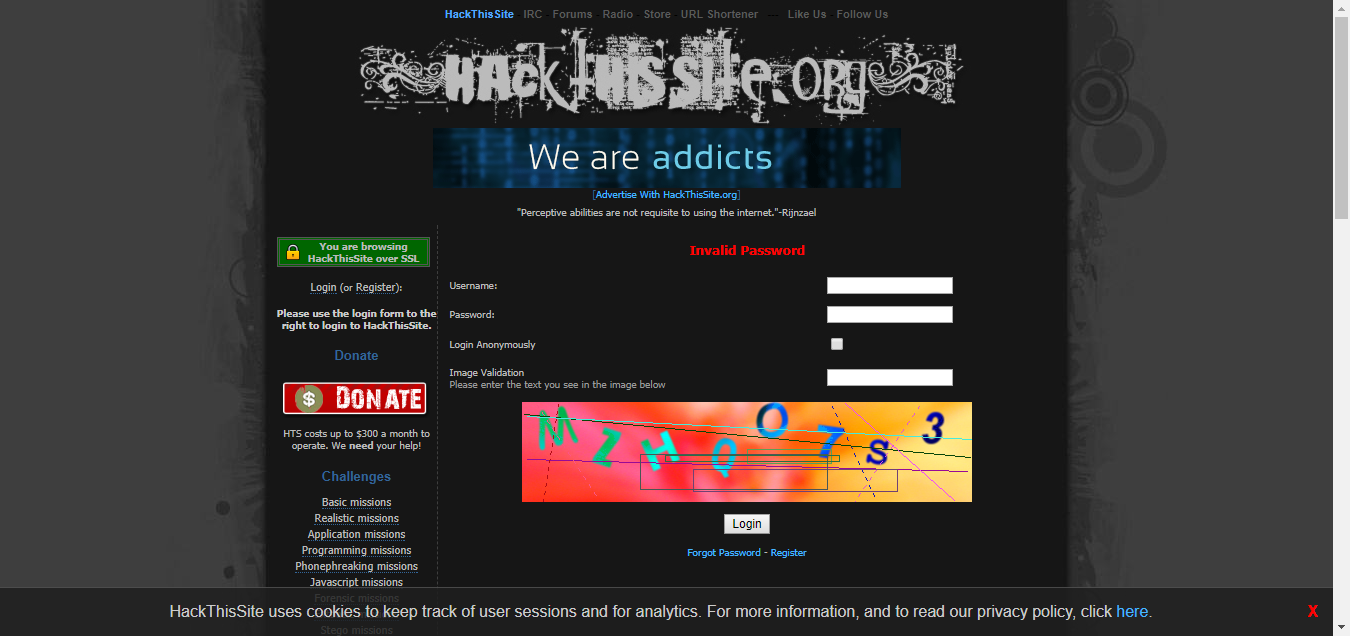 HackThisSite IRC Forums Radio Store URL Shortener — Like Us Follow Us
HackThisSite.org
We are addicts
[Advertise With HackThisSite.org]
"Perceptive abilities are not requisite to using the internet."-Rijnzael
You are browsing
HackThisSite over SSL
Login (or Register):
Please use the login form to the
right to login to HackThisSite.
Donate
$ DONATE
HTS costs up to $300 a month to
operate. We need your help!
Challenges
Basic missions
Realistic missions
Application missions
Programming missions
Phonephreaking missions
Javascript missions
Forensic missions
Stego missions
Invalid Password
Username:
Password:
Login Anonymously
Image Validation
Please enter the text you see in the image below
MZHQO7S3
Login
Forgot Password - Register
HackThisSite uses cookies to keep track of user sessions and for analytics. For more information, and to read our privacy policy, click here.
X